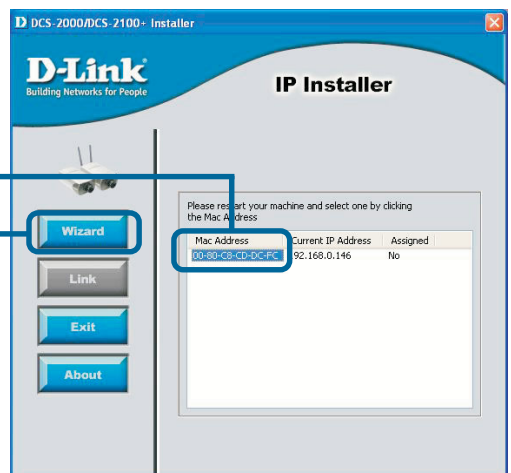 DCS-2000/DCS-2100+ Installer
D-Link
Building Networks for People
IP Installer
Wizard
Link
Exit
About
Please restart your machine and select one by clicking
the Mac Address
Mac Address Current IP Address Assigned
00-80-C8-CD-DC-FC 192.168.0.146 No